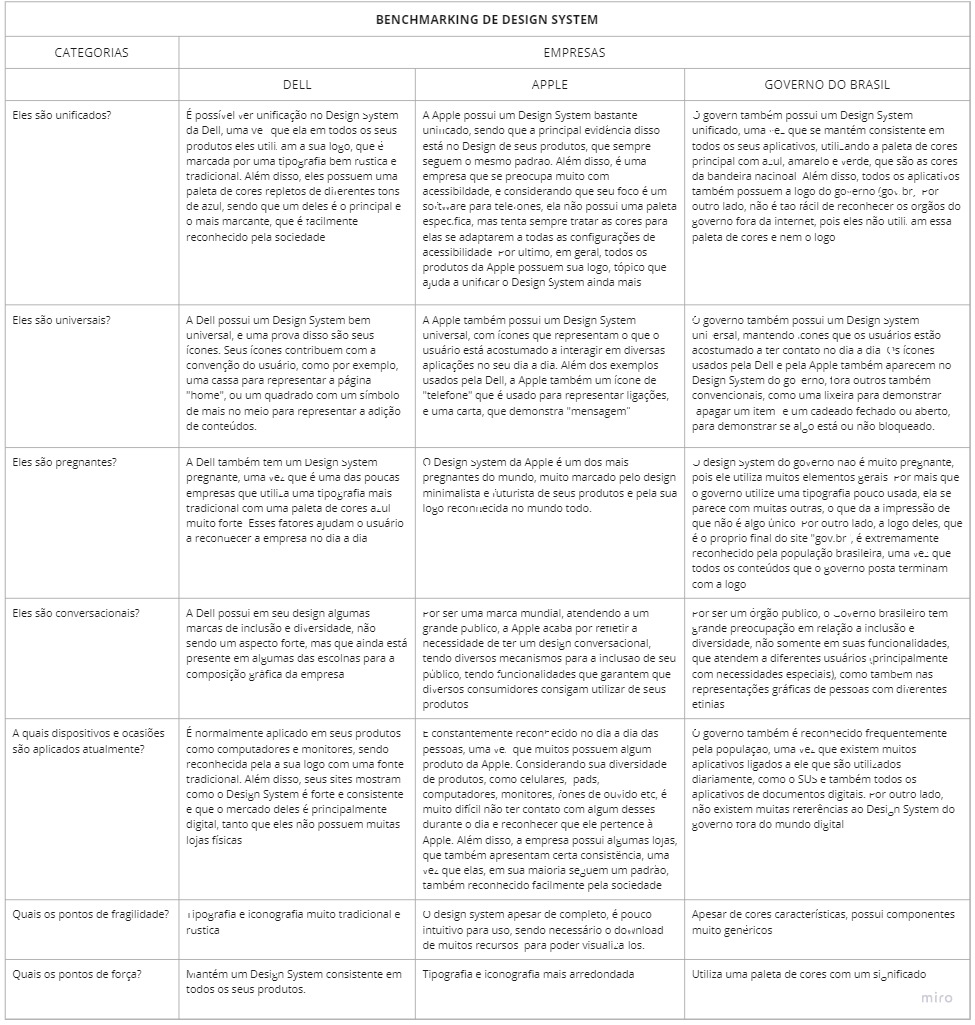 BENCHMARKING DE DESIGN SYSTEM
CATEGORIAS
EMPRESAS
DELL
APPLE
GOVERNO DO BRASIL
Eles são unificados?
É possível ver unificação no Design System
da Dell, uma vez que ela em todos os seus
produtos eles utilizam a sua logo, que é
marcada por uma tipografia bem rustica e
tradicional. Além disso, eles possuem uma
paleta de cores repletos de diferentes tons
de azul, sendo que um deles é o principal e
o mais marcante, que é facilmente
reconhecido pela sociedade
A Apple possui um Design System bastante
unificado, sendo que a principal evidência disso
está no Design de seus produtos, que sempre
seguem o mesmo padrao. Além disso, é uma
empresa que se preocupa muito com
acessibildade, e considerando que seu foco é um
software para telefones, ela não possui uma paleta
especifica, mas tenta sempre tratar as cores para
elas se adaptarem a todas as configurações de
acessibilidade Por ultimo, em geral, todos os
produtos da Apple possuem sua logo, tópico que
ajuda a unificar o Design System ainda mais
O govern também possui um Design System
unificado, uma vez que se mantém consistente em
todos os seus aplicativos, utilizando a paleta de cores
principal com azul, amarelo e verde, que são as cores
da bandeira nacinoal Além disso, todos os aplicativos
também possuem a logo do governo (gov.br) Por
outro lado, não é tao fácil de reconhecer os orgãos do
governo fora da internet, pois eles não utilizam essa
paleta de cores e nem o logo
Eles são universais?
A Dell possui um Design System bem
universal, e uma prova disso são seus
ícones. Seus ícones contribuem com a
convenção do usuário, como por exemplo,
uma cassa para representar a página
"home", ou um quadrado com um símbolo
de mais no meio para representar a adição
de conteúdos.
A Apple também possui um Design System
universal, com ícones que representam o que o
usuário está acostumado a interagir em diversas
aplicações no seu dia a dia. Além dos exemplos
usados pela Dell, a Apple também um ícone de
"telefone" que é usado para representar ligações,
e uma carta, que demonstra "mensagem"
O governo também possui um Design System
universal, mantendo ícones que os usuários estão
acostumado a ter contato no dia a dia Os ícones
usados pela Dell e pela Apple também aparecem no
Design System do governo, fora outros também
convencionais, como uma lixeira para demonstrar
apagar um item e um cadeado fechado ou aberto,
para demonstrar se algo está ou não bloqueado.
Eles são pregnantes?
A Dell também tem um Design System
pregnante, uma vez que é uma das poucas
empresas que utiliza uma tipografia mais
tradicional com uma paleta de cores azul
muito forte Esses fatores ajudam o usuário
a reconhecer a empresa no dia a dia
O Design System da Apple é um dos mais
pregnantes do mundo, muito marcado pelo design
minimalista e futurista de seus produtos e pela sua
logo reconhecida no mundo todo.
O design System do governo nao é muito pregnante,
pois ele utiliza muitos elementos gerais Por mais que
o governo utilize uma tipografia pouco usada, ela se
parece com muitas outras, o que da a impressão de
que não é algo único Por outro lado, a logo deles, que
é o proprio final do site "gov.br", é extremamente
reconhecido pela população brasileira, uma vez que
todos os conteúdos que o governo posta terminam
com a logo
Eles são conversacionais?
A Dell possui em seu design algumas
marcas de inclusão e diversidade, não
sendo um aspecto forte, mas que ainda está
presente em algumas das escolhas para a
composição gráfica da empresa
Por ser uma marca mundial, atendendo a um
grande publico, a Apple acaba por refletir a
necessidade de ter um design conversacional,
tendo diversos mecanismos para a inclusao de seu
público, tendo funcionalidades que garantem que
diversos consumidores consigam utilizar de seus
produtos
Por ser um órgão publico, o Governo brasileiro tem
grande preocupação em relação a inclusão e
diversidade, não somente em suas funcionalidades,
que atendem a diferentes usuários (principalmente
com necessidades especiais), como também nas
representações gráficas de pessoas com diferentes
etinias
A quais dispositivos e ocasiões
são aplicados atualmente?
É normalmente aplicado em seus produtos
como computadores e monitores, sendo
reconhecida pela a sua logo com uma fonte
tradicional. Além disso, seus sites mostram
como o Design System é forte e consistente
e que o mercado deles é principalmente
digital, tanto que eles não possuem muitas
lojas físicas
E constantemente reconhecido no dia a dia das
pessoas, uma vez que muitos possuem algum
produto da Apple. Considerando sua diversidade
de produtos, como celulares, ipads,
computadores, monitores, fones de ouvido etc, é
muito difícil não ter contato com algum desses
durante o dia e reconhecer que ele pertence à
Apple. Além disso, a empresa possui algumas lojas,
que também apresentam certa consistência, uma
vez que elas, em sua maioria seguem um padrão,
também reconhecido facilmente pela sociedade
O governo também é reconhecido frequentemente
pela população, uma vez que existem muitos
aplicativos ligados a ele que são utilizados
diariamente, como o SUS e também todos os
aplicativos de documentos digitais. Por outro lado,
não existem muitas referências ao Design System do
governo fora do mundo digital
Quais os pontos de fragilidade?
Tipografia e iconografia muito tradicional e
rustica
O design system apesar de completo, é pouco
intuitivo para uso, sendo necessário o download
de muitos recursos para poder visualiza los.
Apesar de cores características, possui componentes
muito genéricos
Quais os pontos de força?
Mantém um Design System consistente em
todos os seus produtos.
Tipografia e iconografia mais arredondada
Utiliza uma paleta de cores com um significado
miro